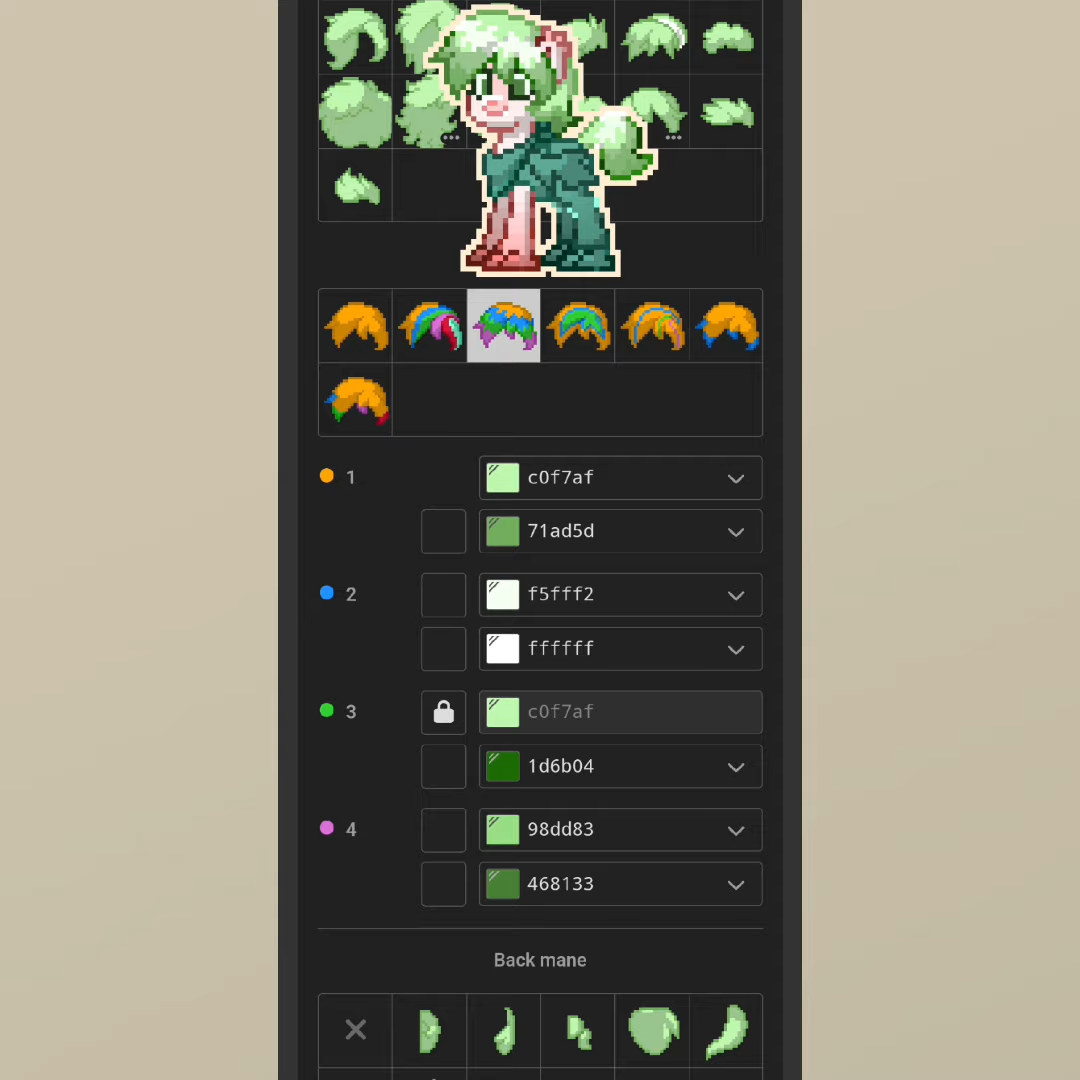 1 c0f7af
71ad5d
2 f5fff2
ffffff
3 c0f7af
1d6b04
4 98dd83
468133
Back mane